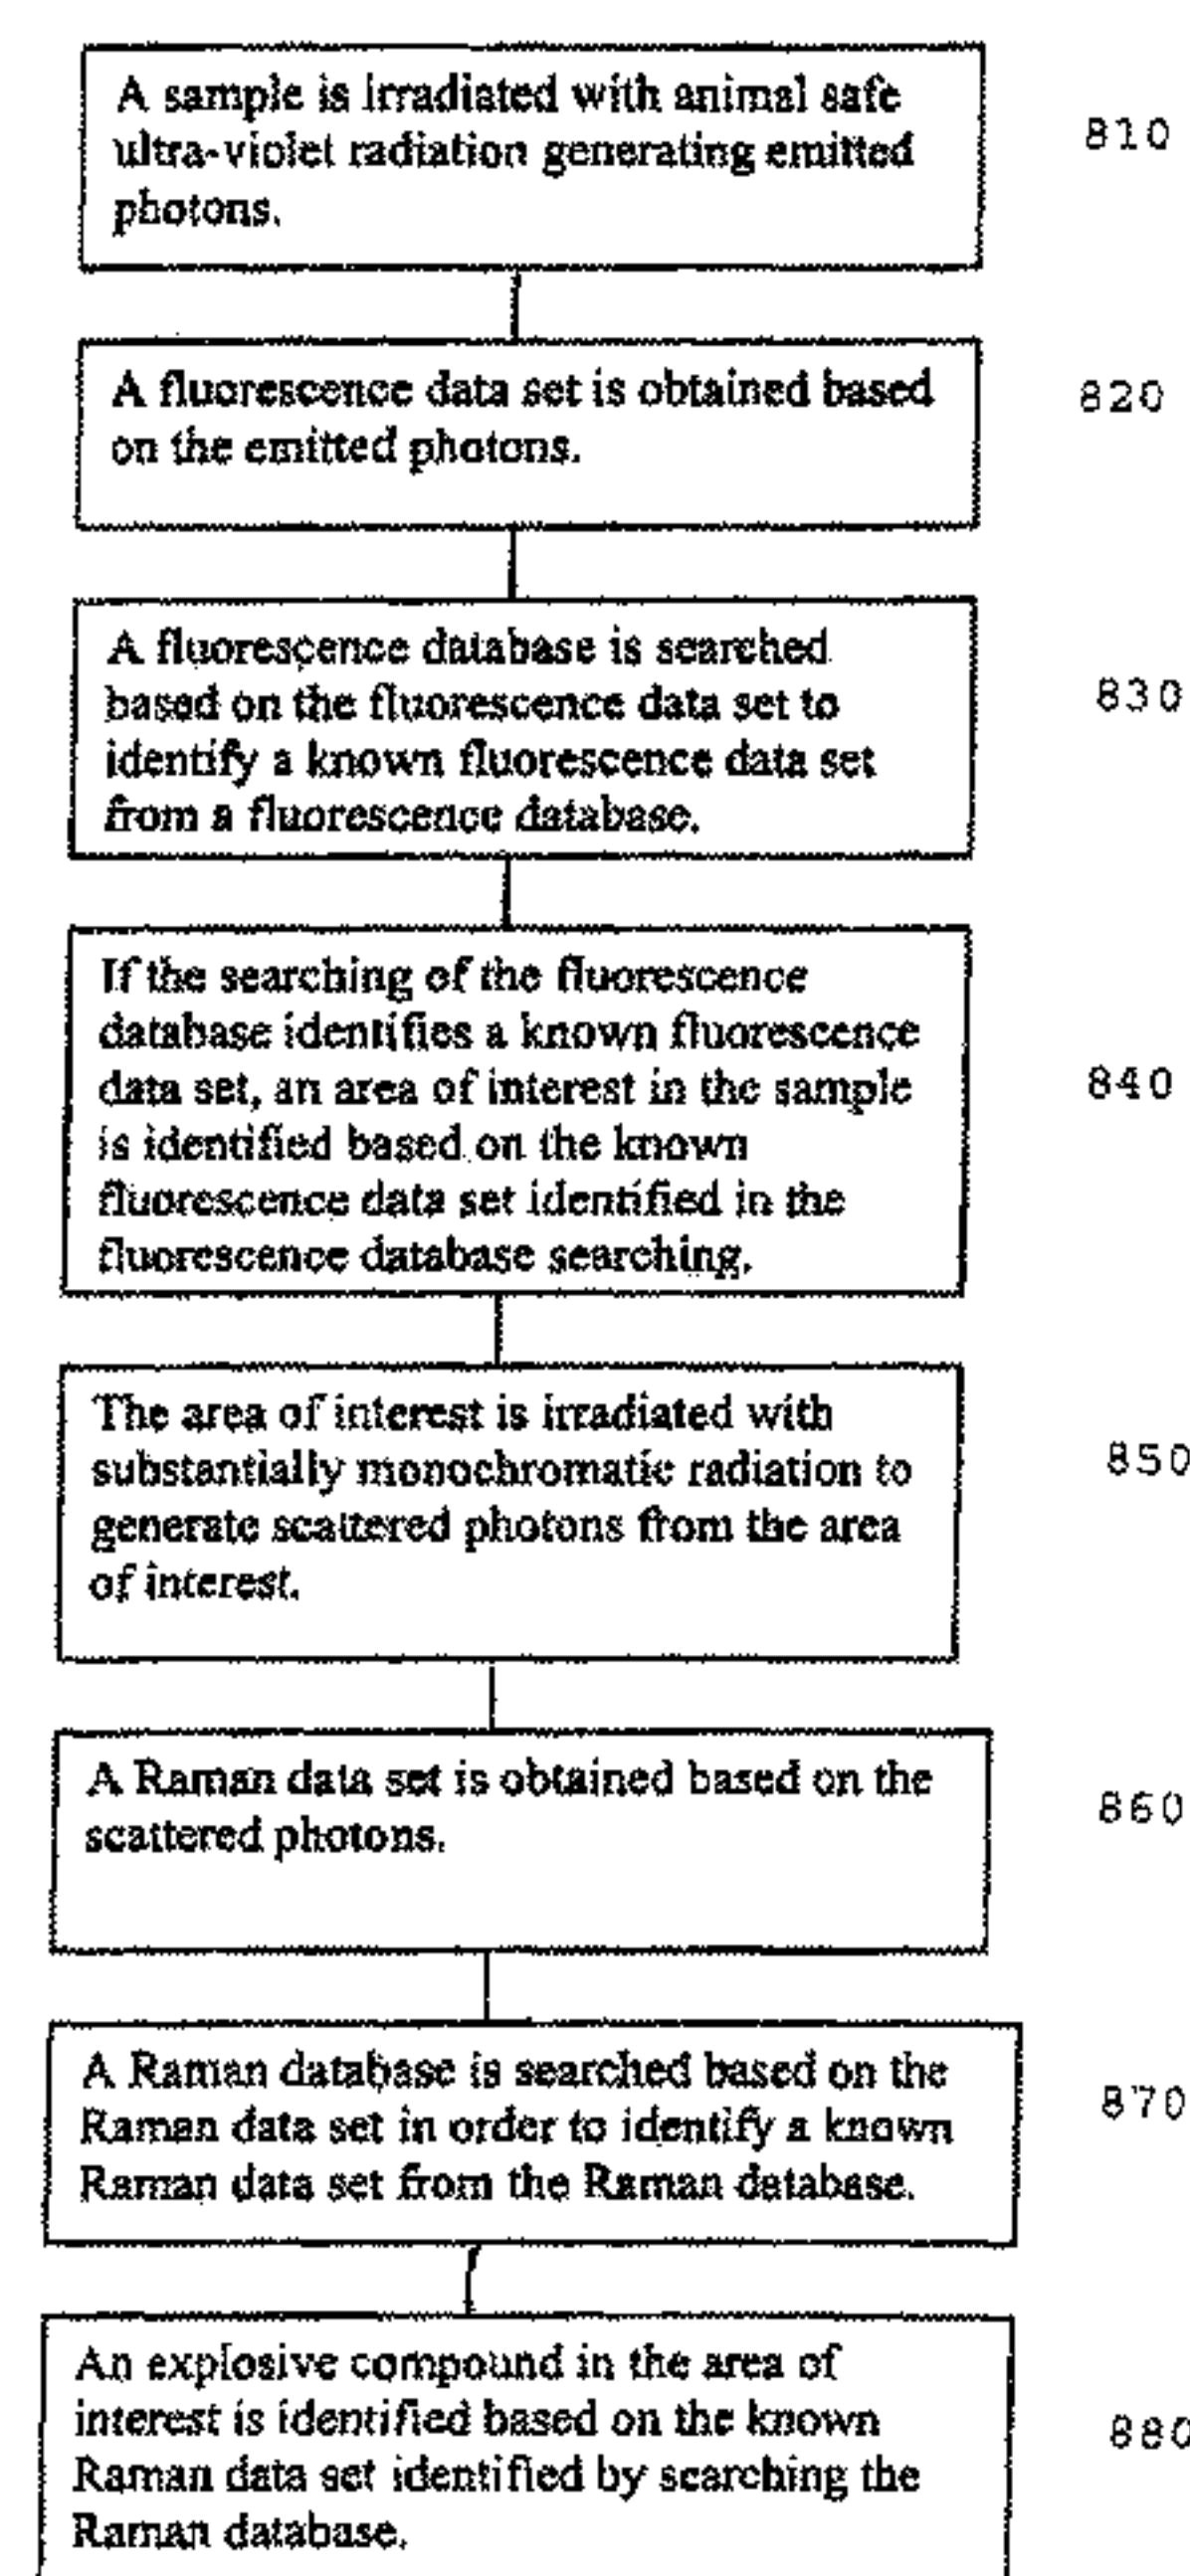 A sample is irradiated with animal safe
ultra-violet radiation generating emitted
photons.
810
A fluorescence data set is obtained based
on the emitted photons.
820
A fluorescence database is searched
based on the fluorescence data set to
identify a known fluorescence data set
from a fluorescence database.
830
If the searching of the fluorescence
database identifies a known fluorescence
data set, an area of interest in the sample
is identified based on the known
fluorescence data set identified in the
fluorescence database searching.
840
The area of interest is irradiated with
substantially monochromatic radiation to
generate scattered photons from the area
of interest.
850
A Raman data set is obtained based on the
scattered photons.
860
A Raman database is searched based on the
Raman data set in order to identify a known
Raman data set from the Raman database.
870
An explosive compound in the area of
interest is identified based on the known
Raman data set identified by searching the
Raman database.
880